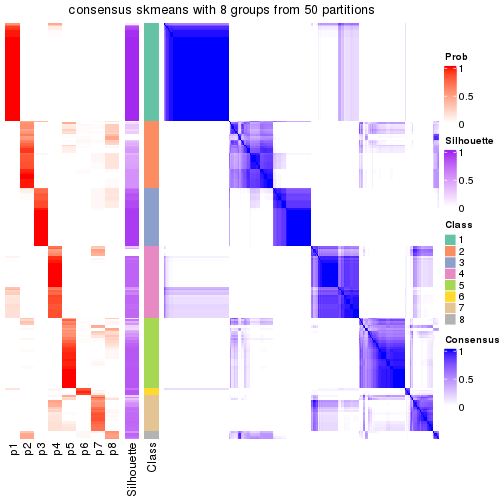 consensus skmeans with 8 groups from 50 partitions
Prob
1
0.5
0
Silhouette
1
0.5
0
Class
1
2
3
4
5
6
7
8
Consensus
1
0.5
0
p1
p2
p3
p4
p5
p6
p7
p8
Silhouette
Class